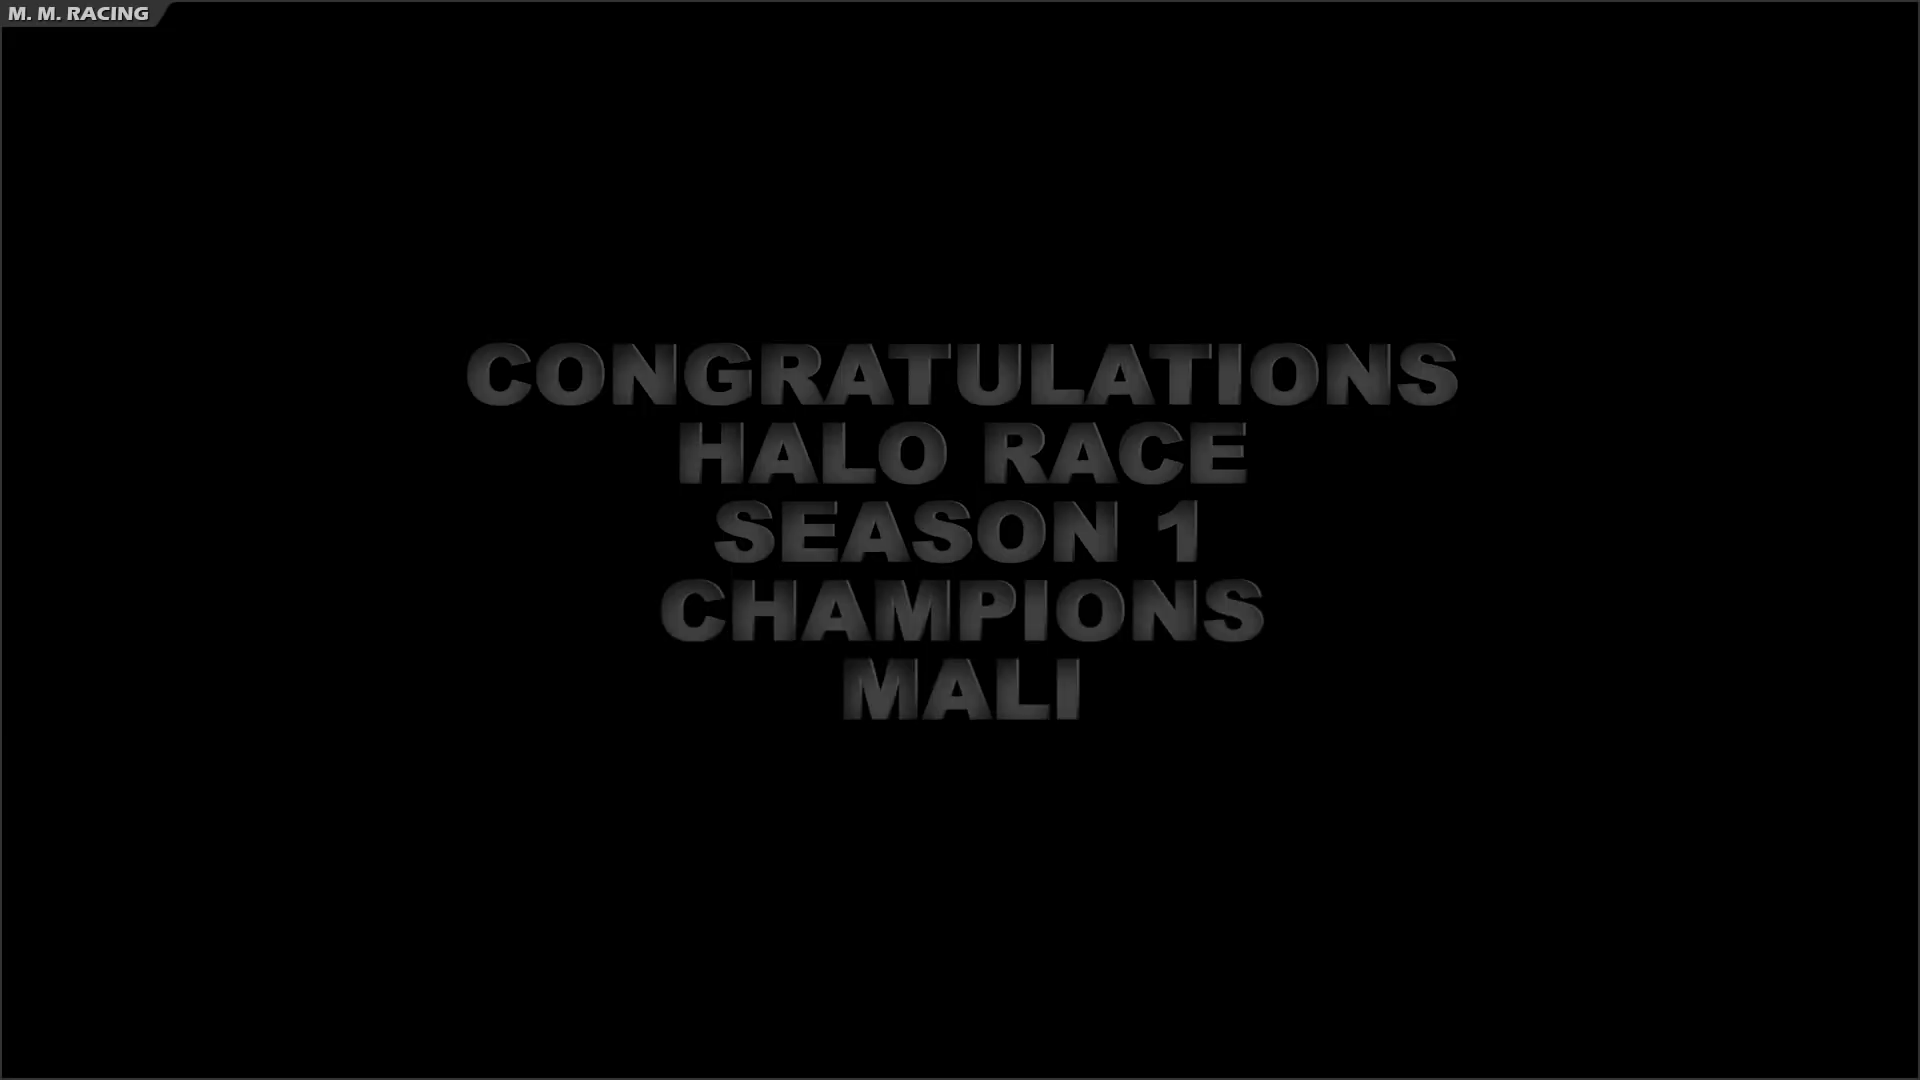 M. M. RACING
CONGRATULATIONS
HALO RACE
SEASON 1
CHAMPIONS
MALI